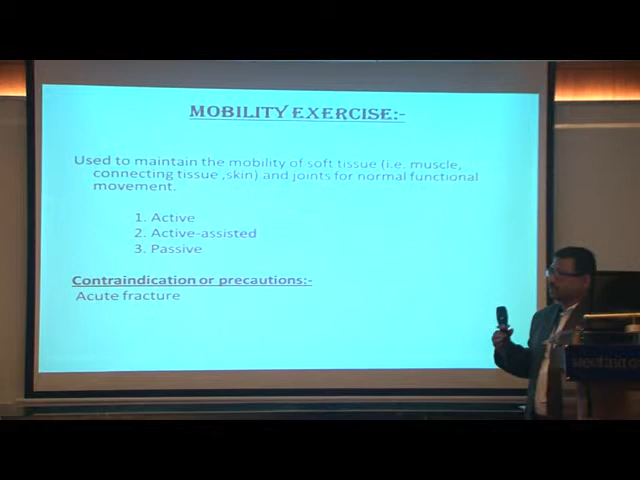 MOBILITY EXERCISE:-
Used to maintain the mobility of soft tissue (i.e. muscle,
connecting tissue ,skin) and joints for normal functional
movement.
1. Active
2. Active-assisted
3. Passive
Contraindication or precautions:-
Acute fracture